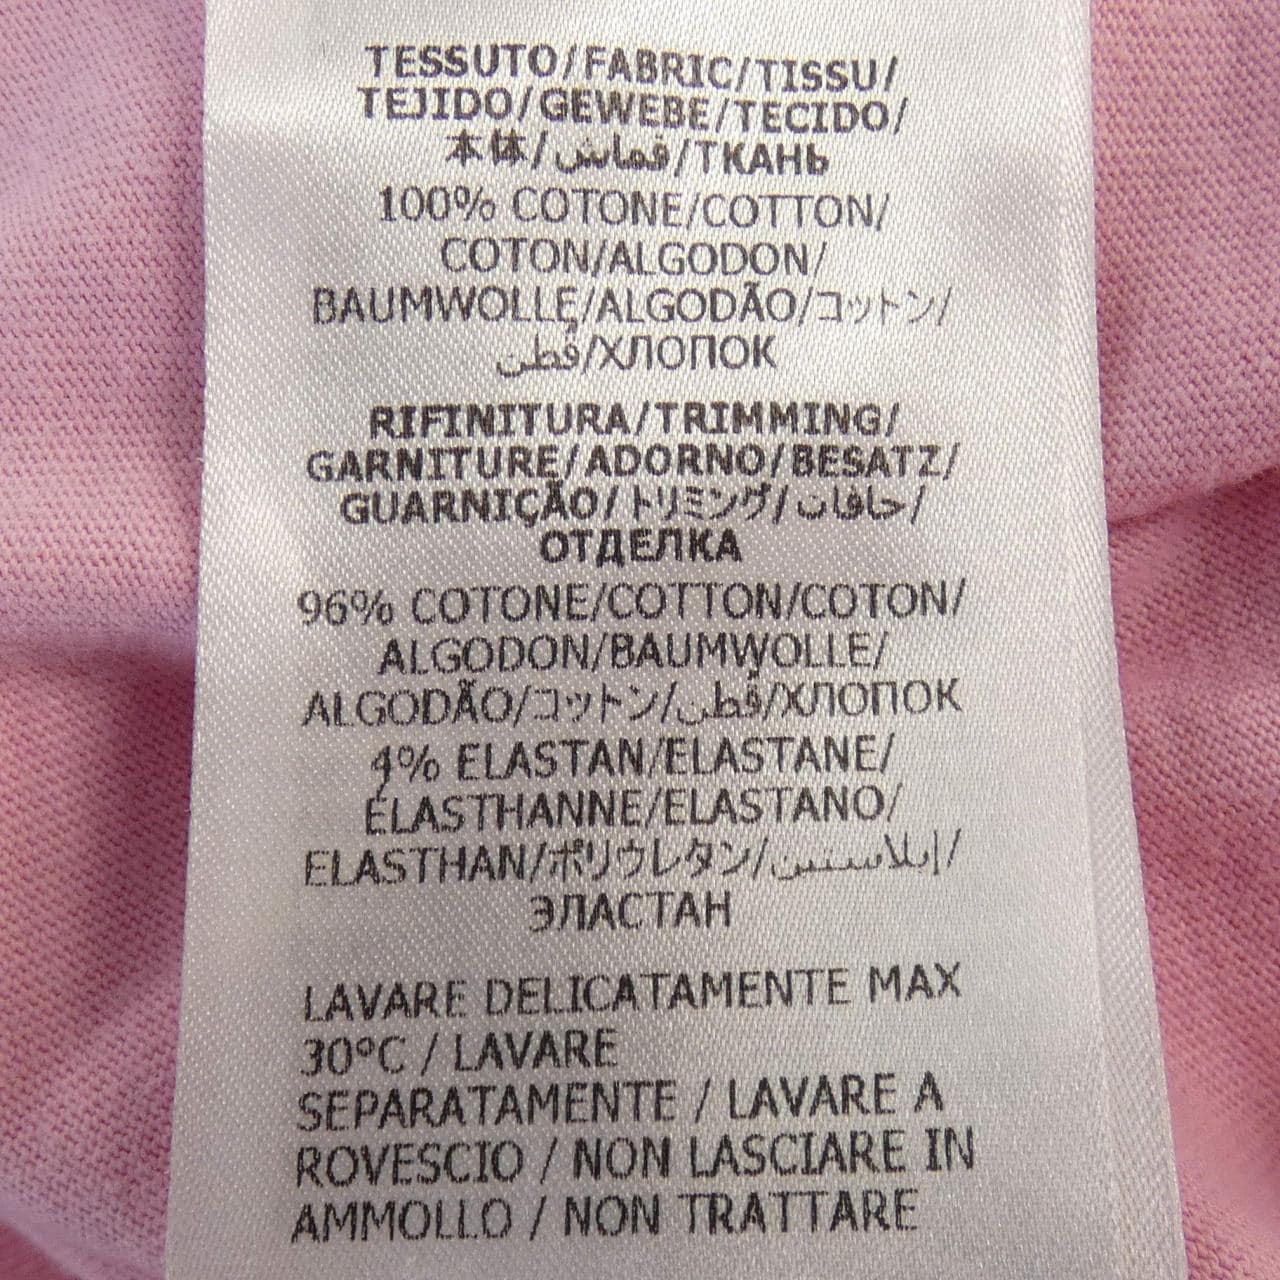 TESSUTO/FABRIC/TISSU/
TEJIDO/GEWEBE/TECIDO/
本体/قماش/ТКАНЬ
100% COTONE/COTTON/
COTON/ALGODON/
BAUMWOLLE/ALGODÃO/コットン/
قطن/ХЛОПОК
RIFINITURA/TRIMMING/
GARNITURE/ADORNO/BESATZ/
GUARNIÇÃO/トリミング/حافات/
ОТДЕЛКА
96% COTONE/COTTON/COTON/
ALGODON/BAUMWOLLE/
ALGODÃO/コットン/قطن/ХЛОПОК
4% ELASTAN/ELASTANE/
ÉLASTHANNE/ELASTANO/
ELASTHAN/ポリウレタン/إيلاستين/
ЭЛАСТАН
LAVARE DELICATAMENTE MAX
30°C / LAVARE
SEPARATAMENTE / LAVARE A
ROVESCIO / NON LASCIARE IN
AMMOLLO / NON TRATTARE